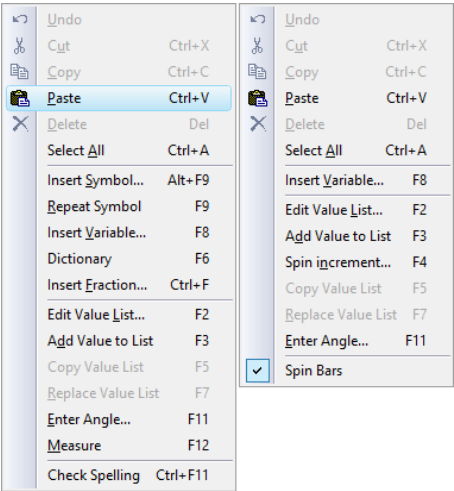 Undo
Cut Ctrl+X
Copy Ctrl+C
Paste Ctrl+V
Delete Del
Select All Ctrl+A
Insert Symbol... Alt+F9
Repeat Symbol F9
Insert Variable... F8
Dictionary F6
Insert Fraction... Ctrl+F
Edit Value List... F2
Add Value to List F3
Copy Value List F5
Replace Value List F7
Enter Angle... F11
Measure F12
Check Spelling Ctrl+F11
Undo
Cut Ctrl+X
Copy Ctrl+C
Paste Ctrl+V
Delete Del
Select All Ctrl+A
Insert Variable... F8
Edit Value List... F2
Add Value to List F3
Spin increment... F4
Copy Value List F5
Replace Value List F7
Enter Angle... F11
Spin Bars